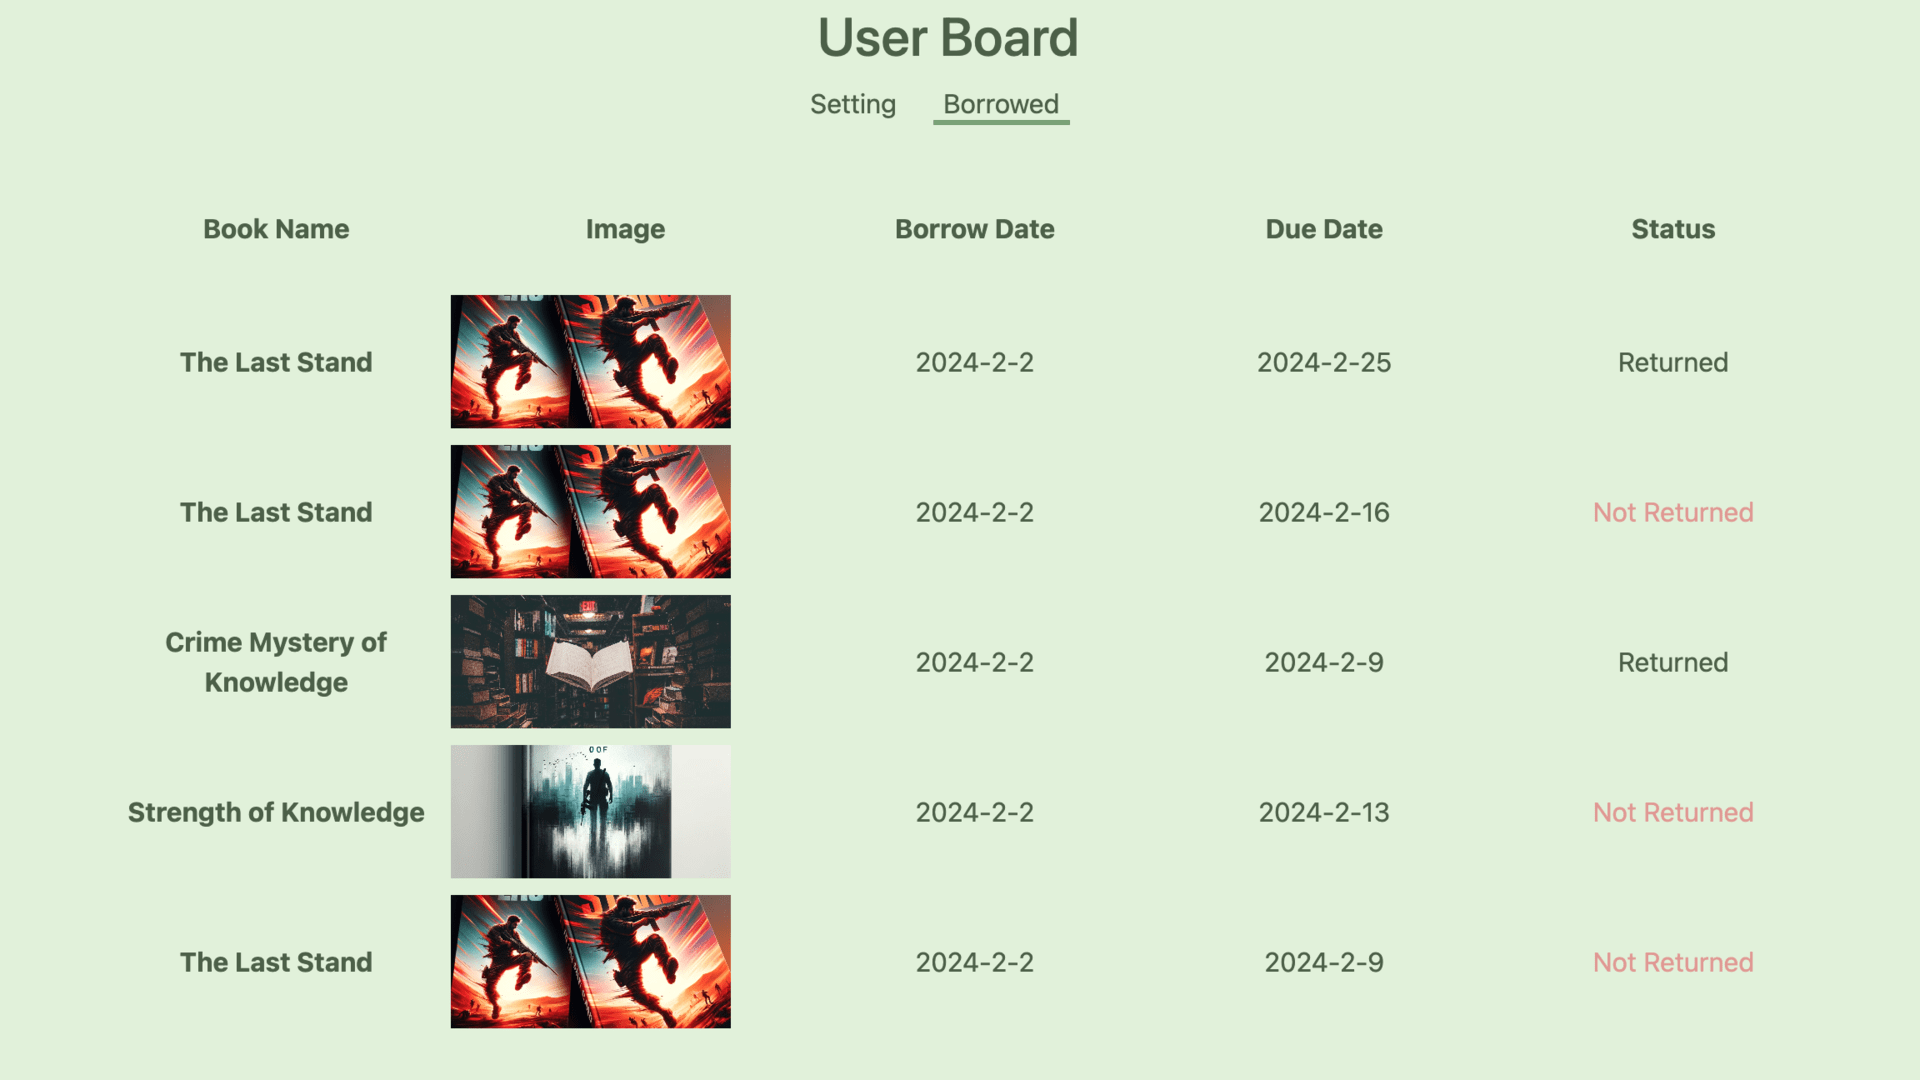 User Board
Setting Borrowed
Book Name Image Borrow Date Due Date Status
The Last Stand 2024-2-2 2024-2-25 Returned
The Last Stand 2024-2-2 2024-2-16 Not Returned
EXIT
Crime Mystery of
Knowledge 2024-2-2 2024-2-9 Returned
OOF
Strength of Knowledge 2024-2-2 2024-2-13 Not Returned
The Last Stand 2024-2-2 2024-2-9 Not Returned